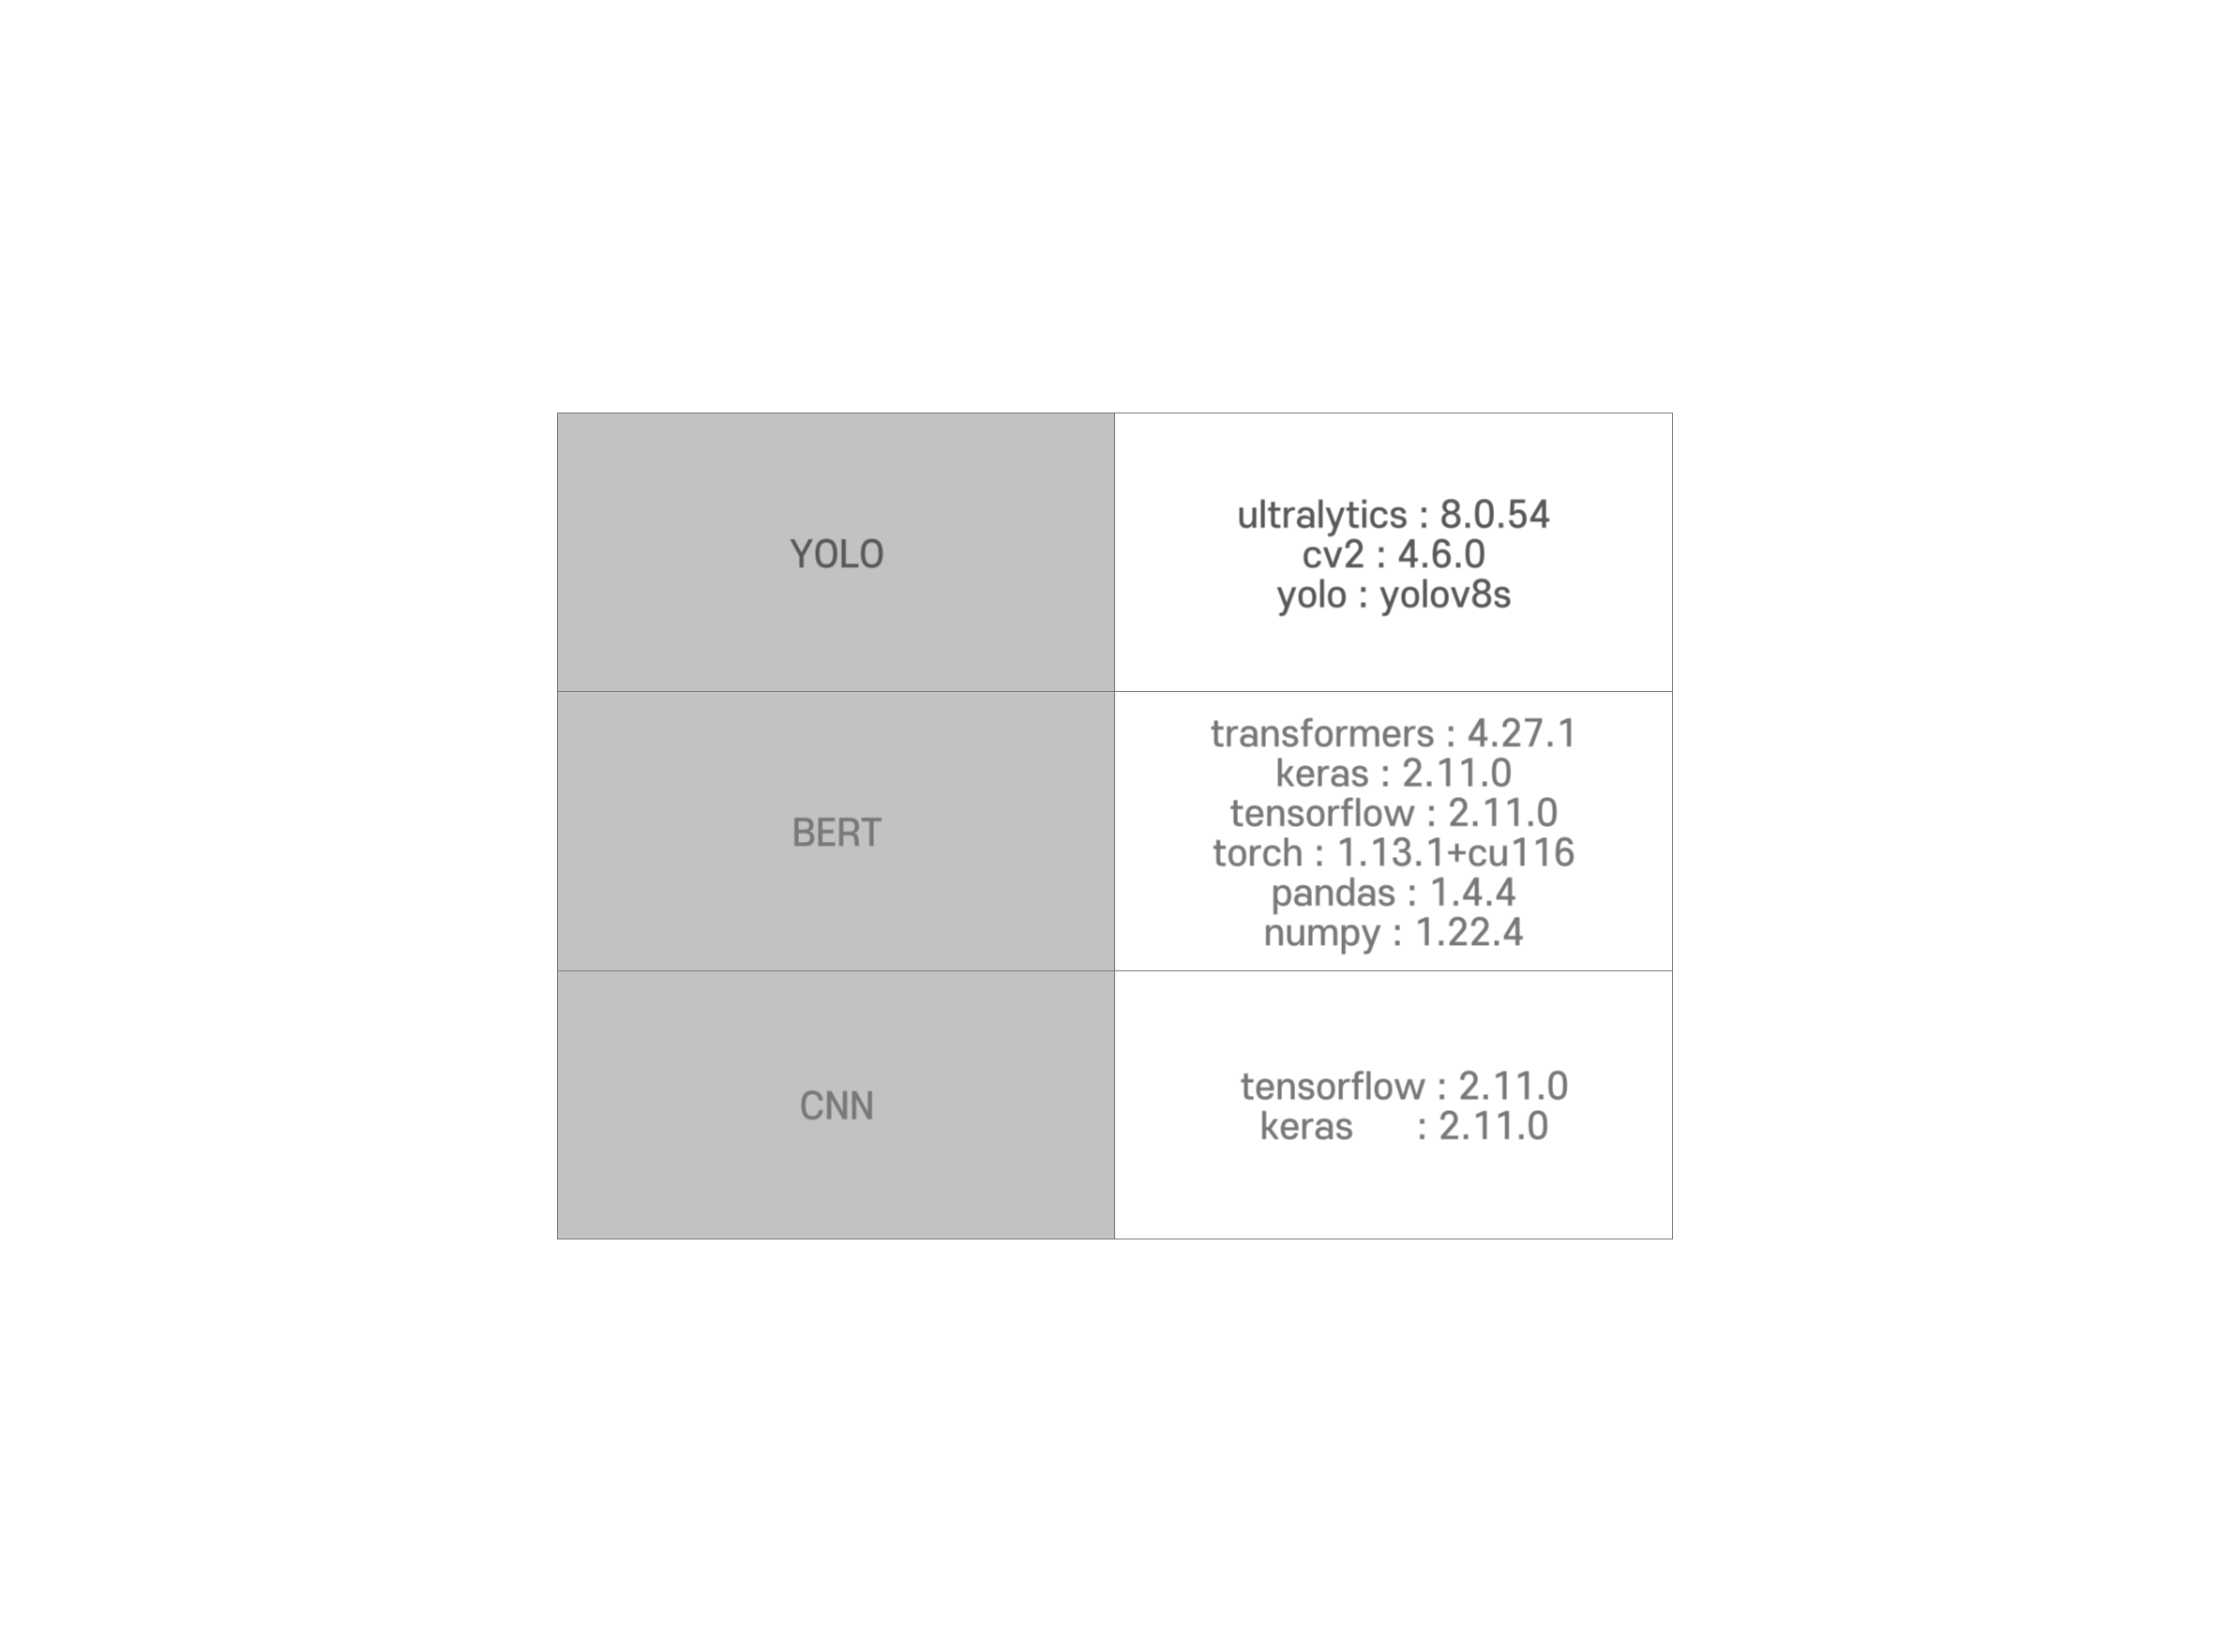 YOLO
ultralytics : 8.0.54
cv2 : 4.6.0
yolo : yolov8s
BERT
transformers : 4.27.1
keras : 2.11.0
tensorflow : 2.11.0
torch : 1.13.1+cu116
pandas : 1.4.4
numpy : 1.22.4
CNN
tensorflow : 2.11.0
keras : 2.11.0